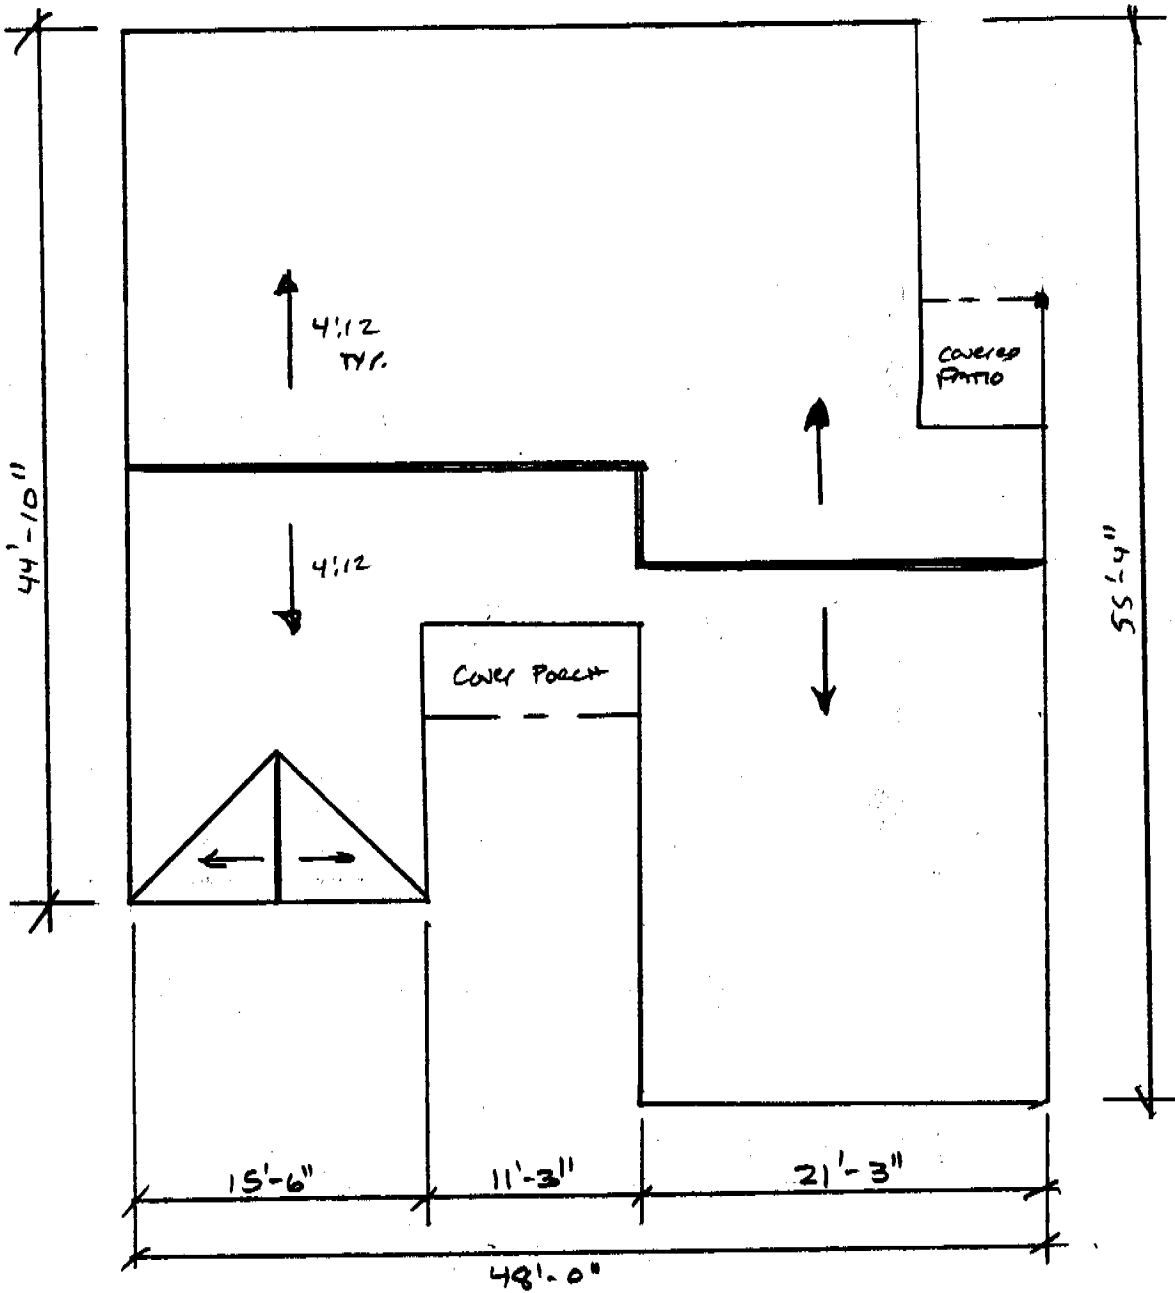 4:12
TYP.
Covered
PATIO
44'-10"
55'-4"
4:12
Cover Porch
15'-6"
11'-3"
21'-3"
48'-0"